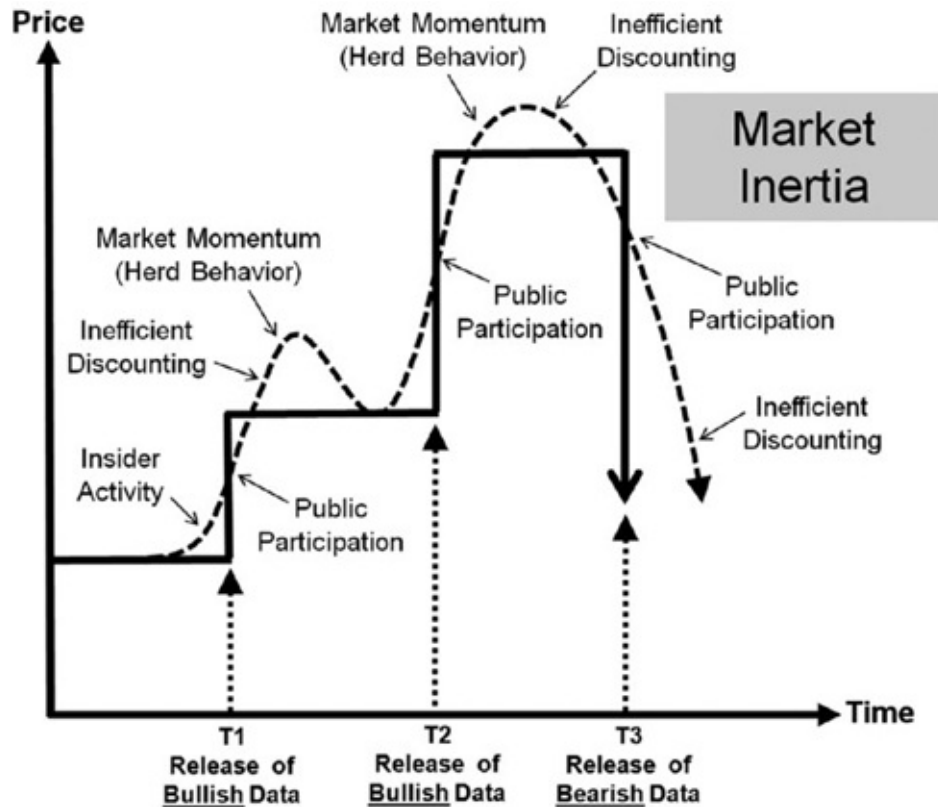 Price
Market Momentum
(Herd Behavior)
Inefficient
Discounting
Market
Inertia
Market Momentum
(Herd Behavior)
Public
Participation
Public
Participation
Inefficient
Discounting
Inefficient
Discounting
Insider
Activity
Public
Participation
Time
T1
Release of
Bullish Data
T2
Release of
Bullish Data
T3
Release of
Bearish Data